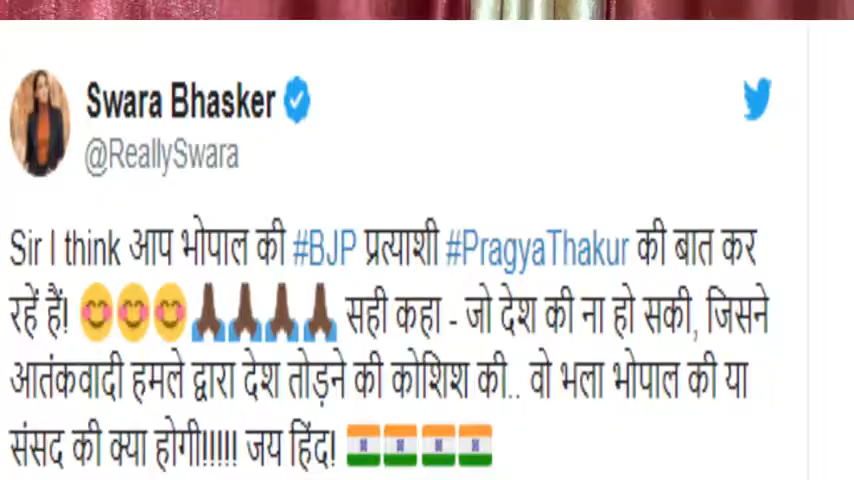 Swara Bhasker
@ReallySwara
Sir I think आप भोपाल की #BJP प्रत्याशी #PragyaThakur की बात कर
रहें हैं! 😊😊😊🙏🏿🙏🏿🙏🏿🙏🏿 सही कहा - जो देश की ना हो सकी, जिसने
आतंकवादी हमले द्वारा देश तोड़ने की कोशिश की.. वो भला भोपाल की या
संसद की क्या होगी!!!!! जय हिंद! 🇮🇳🇮🇳🇮🇳🇮🇳